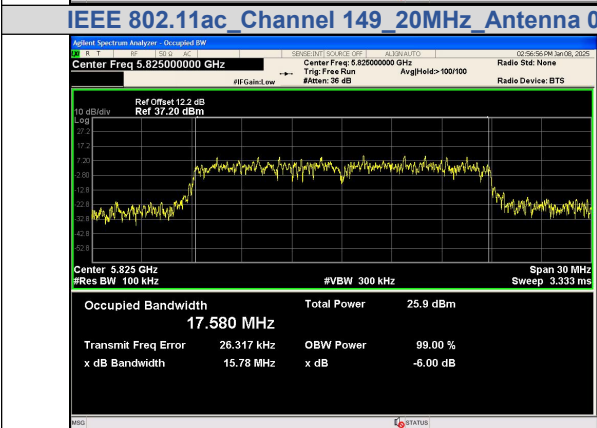 IEEE 802.11ac_Channel 149_20MHz_Antenna 0
Agilent Spectrum Analyzer - Occupied BW
R T RF 50 Ω AC SENSE:INT SOURCE OFF ALIGN AUTO 02:56:56 PM Jan 08, 2025
Center Freq 5.825000000 GHz Center Freq: 5.825000000 GHz Radio Std: None
Trig: Free Run Avg|Hold:>100/100
#IFGain:Low #Atten: 36 dB Radio Device: BTS
Ref Offset 12.2 dB
10 dB/div Ref 37.20 dBm
Log
27.2
17.2
7.20
-2.80
-12.8
-22.8
-32.8
-42.8
-52.8
Center 5.825 GHz Span 30 MHz
#Res BW 100 kHz #VBW 300 kHz Sweep 3.333 ms
Occupied Bandwidth Total Power 25.9 dBm
17.580 MHz
Transmit Freq Error 26.317 kHz OBW Power 99.00 %
x dB Bandwidth 15.78 MHz x dB -6.00 dB
MSG STATUS